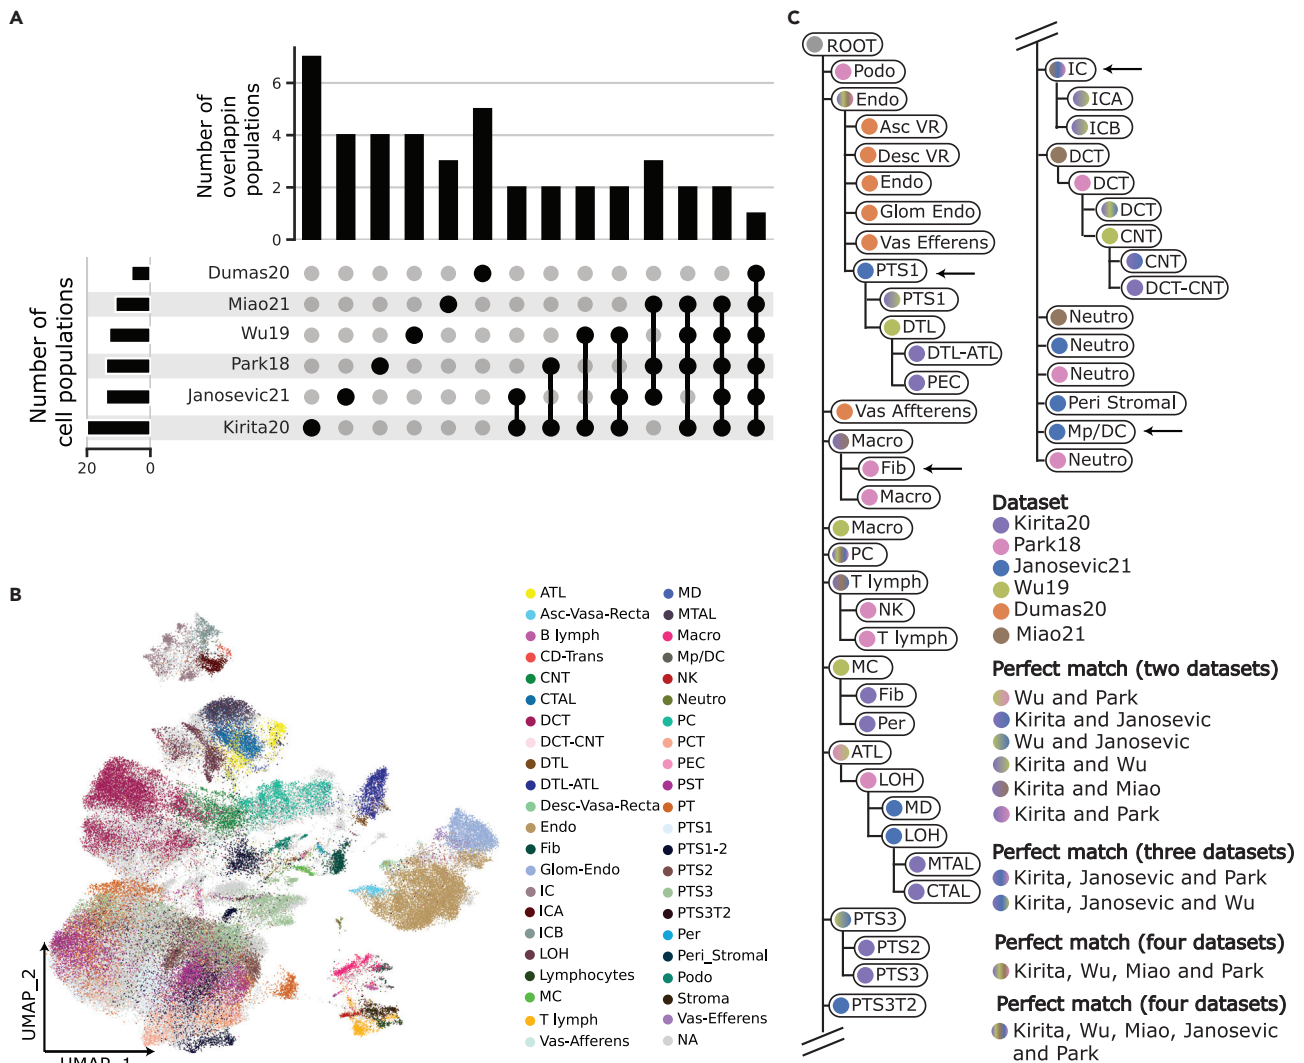 A
Number of
overlappin
populations
6
4
2
0
Dumas20
Miao21
Wu19
Park18
Janosevic21
Kirita20
Number of
cell populations
20
0
B
UMAP_2
UMAP_1
ATL
Asc-Vasa-Recta
B lymph
CD-Trans
CNT
CTAL
DCT
DCT-CNT
DTL
DTL-ATL
Desc-Vasa-Recta
Endo
Fib
Glom-Endo
IC
ICA
ICB
LOH
Lymphocytes
MC
T lymph
Vas-Afferens
MD
MTAL
Macro
Mp/DC
NK
Neutro
PC
PCT
PEC
PST
PT
PTS1
PTS1-2
PTS2
PTS3
PTS3T2
Per
Peri_Stromal
Podo
Stroma
Vas-Efferens
NA
C
ROOT
Podo
Endo
Asc VR
Desc VR
Endo
Glom Endo
Vas Efferens
PTS1
PTS1
DTL
DTL-ATL
PEC
Vas Affterens
Macro
Fib
Macro
Macro
PC
T lymph
NK
T lymph
MC
Fib
Per
ATL
LOH
MD
LOH
MTAL
CTAL
PTS3
PTS2
PTS3
PTS3T2
IC
ICA
ICB
DCT
DCT
DCT
CNT
CNT
DCT-CNT
Neutro
Neutro
Neutro
Peri Stromal
Mp/DC
Neutro
Dataset
Kirita20
Park18
Janosevic21
Wu19
Dumas20
Miao21
Perfect match (two datasets)
Wu and Park
Kirita and Janosevic
Wu and Janosevic
Kirita and Wu
Kirita and Miao
Kirita and Park
Perfect match (three datasets)
Kirita, Janosevic and Park
Kirita, Janosevic and Wu
Perfect match (four datasets)
Kirita, Wu, Miao and Park
Perfect match (four datasets)
Kirita, Wu, Miao, Janosevic
and Park